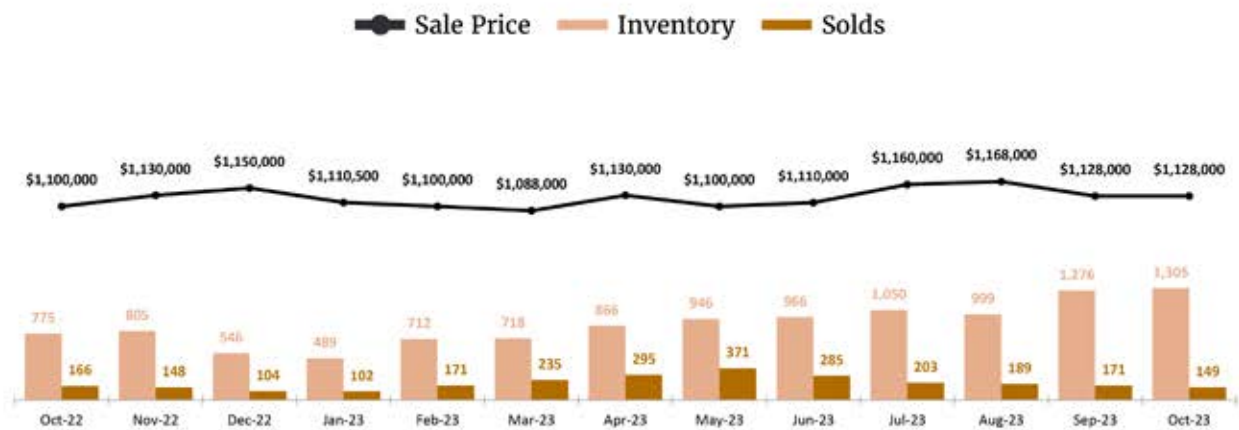 Sale Price Inventory Solds
$1,100,000 $1,130,000 $1,150,000 $1,110,500 $1,100,000 $1,088,000 $1,130,000 $1,100,000 $1,110,000 $1,160,000 $1,168,000 $1,128,000 $1,128,000
775 805 546 489 712 718 866 946 966 1,050 999 1,276 1,305
166 148 104 102 171 235 295 371 285 203 189 171 149
Oct-22 Nov-22 Dec-22 Jan-23 Feb-23 Mar-23 Apr-23 May-23 Jun-23 Jul-23 Aug-23 Sep-23 Oct-23